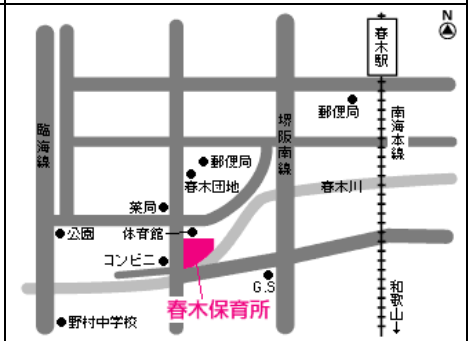 N
春木駅
郵便局
堺阪南線
南海本線
臨海線
郵便局
春木団地
春木川
薬局
公園
体育館
コンビニ
G.S
春木保育所
和歌山↓
野村中学校